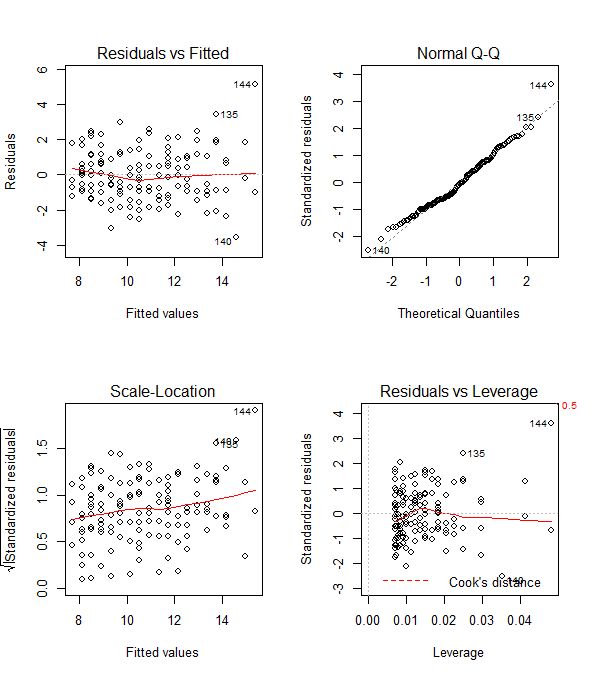 Residuals vs Fitted
Residuals
6
4
2
0
-2
-4
144
135
140
8 10 12 14
Fitted values
Normal Q-Q
Standardized residuals
4
3
2
1
0
-1
-2
144
135
140
-2 -1 0 1 2
Theoretical Quantiles
Scale-Location
√|Standardized residuals|
1.5
1.0
0.5
0.0
144
140
135
8 10 12 14
Fitted values
Residuals vs Leverage
Standardized residuals
4
3
2
1
0
-1
-2
-3
0.5
144
135
140
Cook's distance
0.00 0.01 0.02 0.03 0.04
Leverage